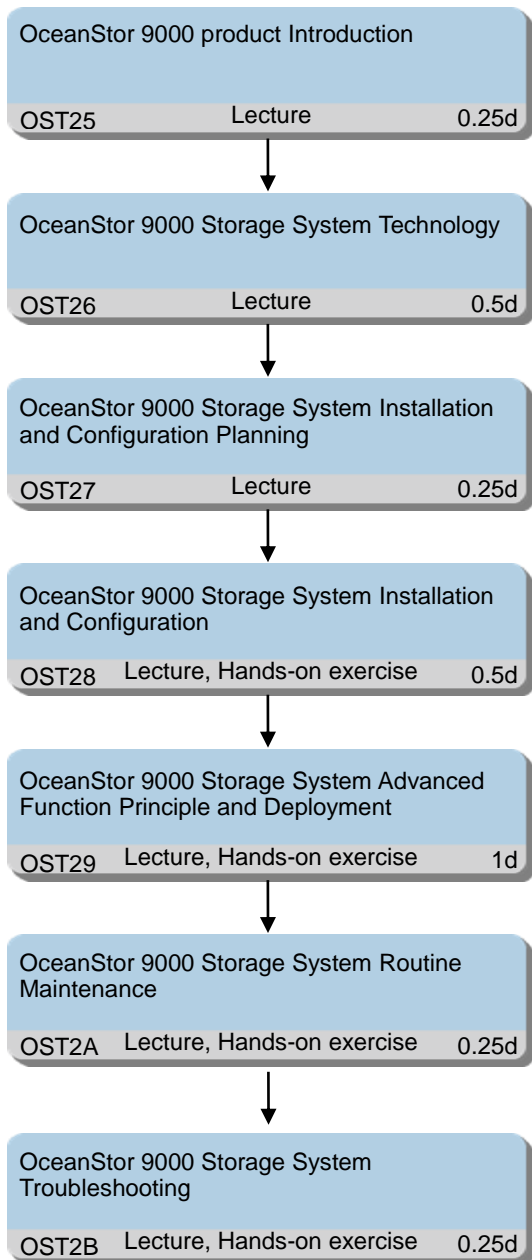 OceanStor 9000 product Introduction
OST25 Lecture 0.25d
OceanStor 9000 Storage System Technology
OST26 Lecture 0.5d
OceanStor 9000 Storage System Installation
and Configuration Planning
OST27 Lecture 0.25d
OceanStor 9000 Storage System Installation
and Configuration
OST28 Lecture, Hands-on exercise 0.5d
OceanStor 9000 Storage System Advanced
Function Principle and Deployment
OST29 Lecture, Hands-on exercise 1d
OceanStor 9000 Storage System Routine
Maintenance
OST2A Lecture, Hands-on exercise 0.25d
OceanStor 9000 Storage System
Troubleshooting
OST2B Lecture, Hands-on exercise 0.25d